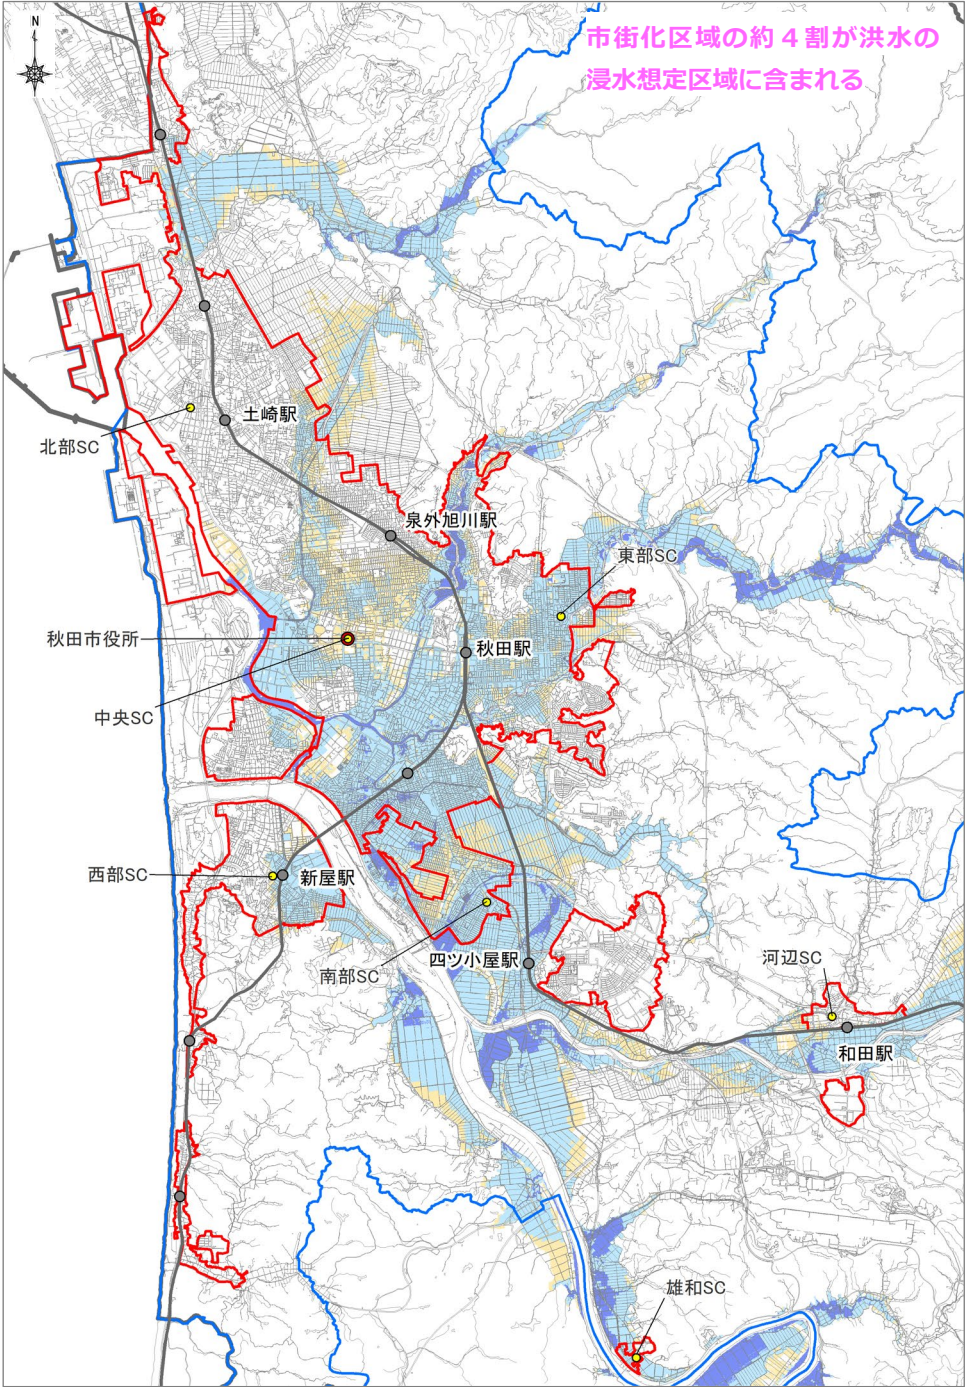 市街化区域の約4割が洪水の
浸水想定区域に含まれる
N
土崎駅
北部SC
泉外旭川駅
東部SC
秋田市役所
秋田駅
中央SC
西部SC
新屋駅
南部SC
四ツ小屋駅
河辺SC
和田駅
雄和SC